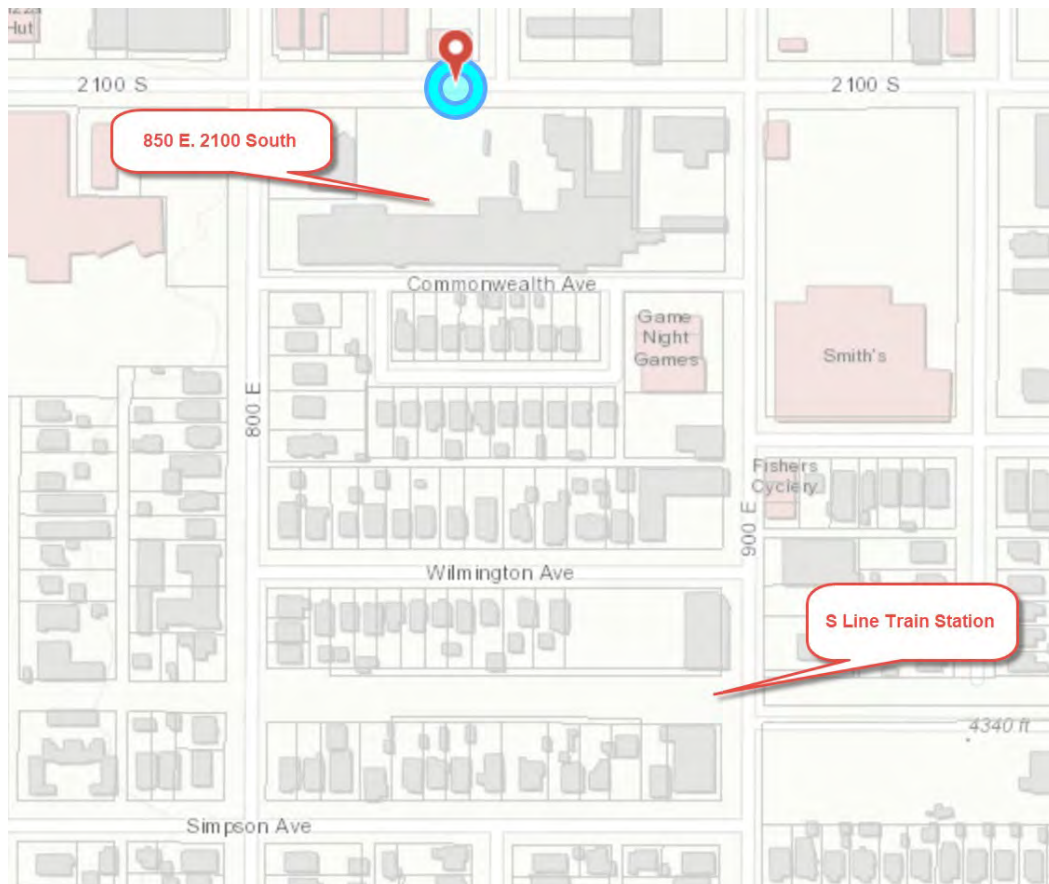 Hut
2100 S
2100 S
850 E. 2100 South
Commonwealth Ave
Game
Night
Games
Smith's
800 E
Fishers
Cyclery
900 E
Wilmington Ave
S Line Train Station
4340 ft
Simpson Ave